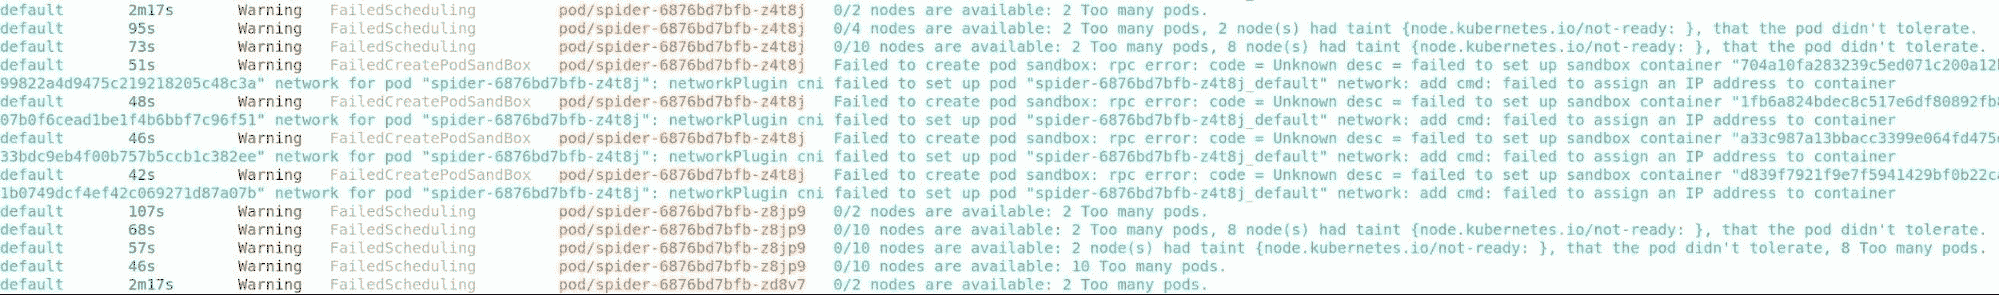 default 2m17s Warning FailedScheduling pod/spider-6876bd7bfb-z4t8j 0/2 nodes are available: 2 Too many pods.
default 95s Warning FailedScheduling pod/spider-6876bd7bfb-z4t8j 0/4 nodes are available: 2 Too many pods, 2 node(s) had taint {node.kubernetes.io/not-ready: }, that the pod didn't tolerate.
default 73s Warning FailedScheduling pod/spider-6876bd7bfb-z4t8j 0/10 nodes are available: 2 Too many pods, 8 node(s) had taint {node.kubernetes.io/not-ready: }, that the pod didn't tolerate.
default 51s Warning FailedCreatePodSandBox pod/spider-6876bd7bfb-z4t8j Failed to create pod sandbox: rpc error: code = Unknown desc = failed to set up sandbox container "704a10fa283239c5ed071c200a12
99822a4d9475c219218205c48c3a" network for pod "spider-6876bd7bfb-z4t8j": networkPlugin cni failed to set up pod "spider-6876bd7bfb-z4t8j_default" network: add cmd: failed to assign an IP address to container
default 48s Warning FailedCreatePodSandBox pod/spider-6876bd7bfb-z4t8j Failed to create pod sandbox: rpc error: code = Unknown desc = failed to set up sandbox container "1fb6a824bdec8c517e6df80892fb
07b0f6cead1be1f4b6bbf7c96f51" network for pod "spider-6876bd7bfb-z4t8j": networkPlugin cni failed to set up pod "spider-6876bd7bfb-z4t8j_default" network: add cmd: failed to assign an IP address to container
default 46s Warning FailedCreatePodSandBox pod/spider-6876bd7bfb-z4t8j Failed to create pod sandbox: rpc error: code = Unknown desc = failed to set up sandbox container "a33c987a13bbacc3399e064fd475
33bdc9eb4f00b757b5ccb1c382ee" network for pod "spider-6876bd7bfb-z4t8j": networkPlugin cni failed to set up pod "spider-6876bd7bfb-z4t8j_default" network: add cmd: failed to assign an IP address to container
default 42s Warning FailedCreatePodSandBox pod/spider-6876bd7bfb-z4t8j Failed to create pod sandbox: rpc error: code = Unknown desc = failed to set up sandbox container "d839f7921f9e7f5941429bf0b22c
1b0749dcf4ef42c069271d87a07b" network for pod "spider-6876bd7bfb-z4t8j": networkPlugin cni failed to set up pod "spider-6876bd7bfb-z4t8j_default" network: add cmd: failed to assign an IP address to container
default 107s Warning FailedScheduling pod/spider-6876bd7bfb-z8jp9 0/2 nodes are available: 2 Too many pods.
default 68s Warning FailedScheduling pod/spider-6876bd7bfb-z8jp9 0/10 nodes are available: 2 Too many pods, 8 node(s) had taint {node.kubernetes.io/not-ready: }, that the pod didn't tolerate.
default 57s Warning FailedScheduling pod/spider-6876bd7bfb-z8jp9 0/10 nodes are available: 2 node(s) had taint {node.kubernetes.io/not-ready: }, that the pod didn't tolerate, 8 Too many pods.
default 46s Warning FailedScheduling pod/spider-6876bd7bfb-z8jp9 0/10 nodes are available: 10 Too many pods.
default 2m17s Warning FailedScheduling pod/spider-6876bd7bfb-zd8v7 0/2 nodes are available: 2 Too many pods.